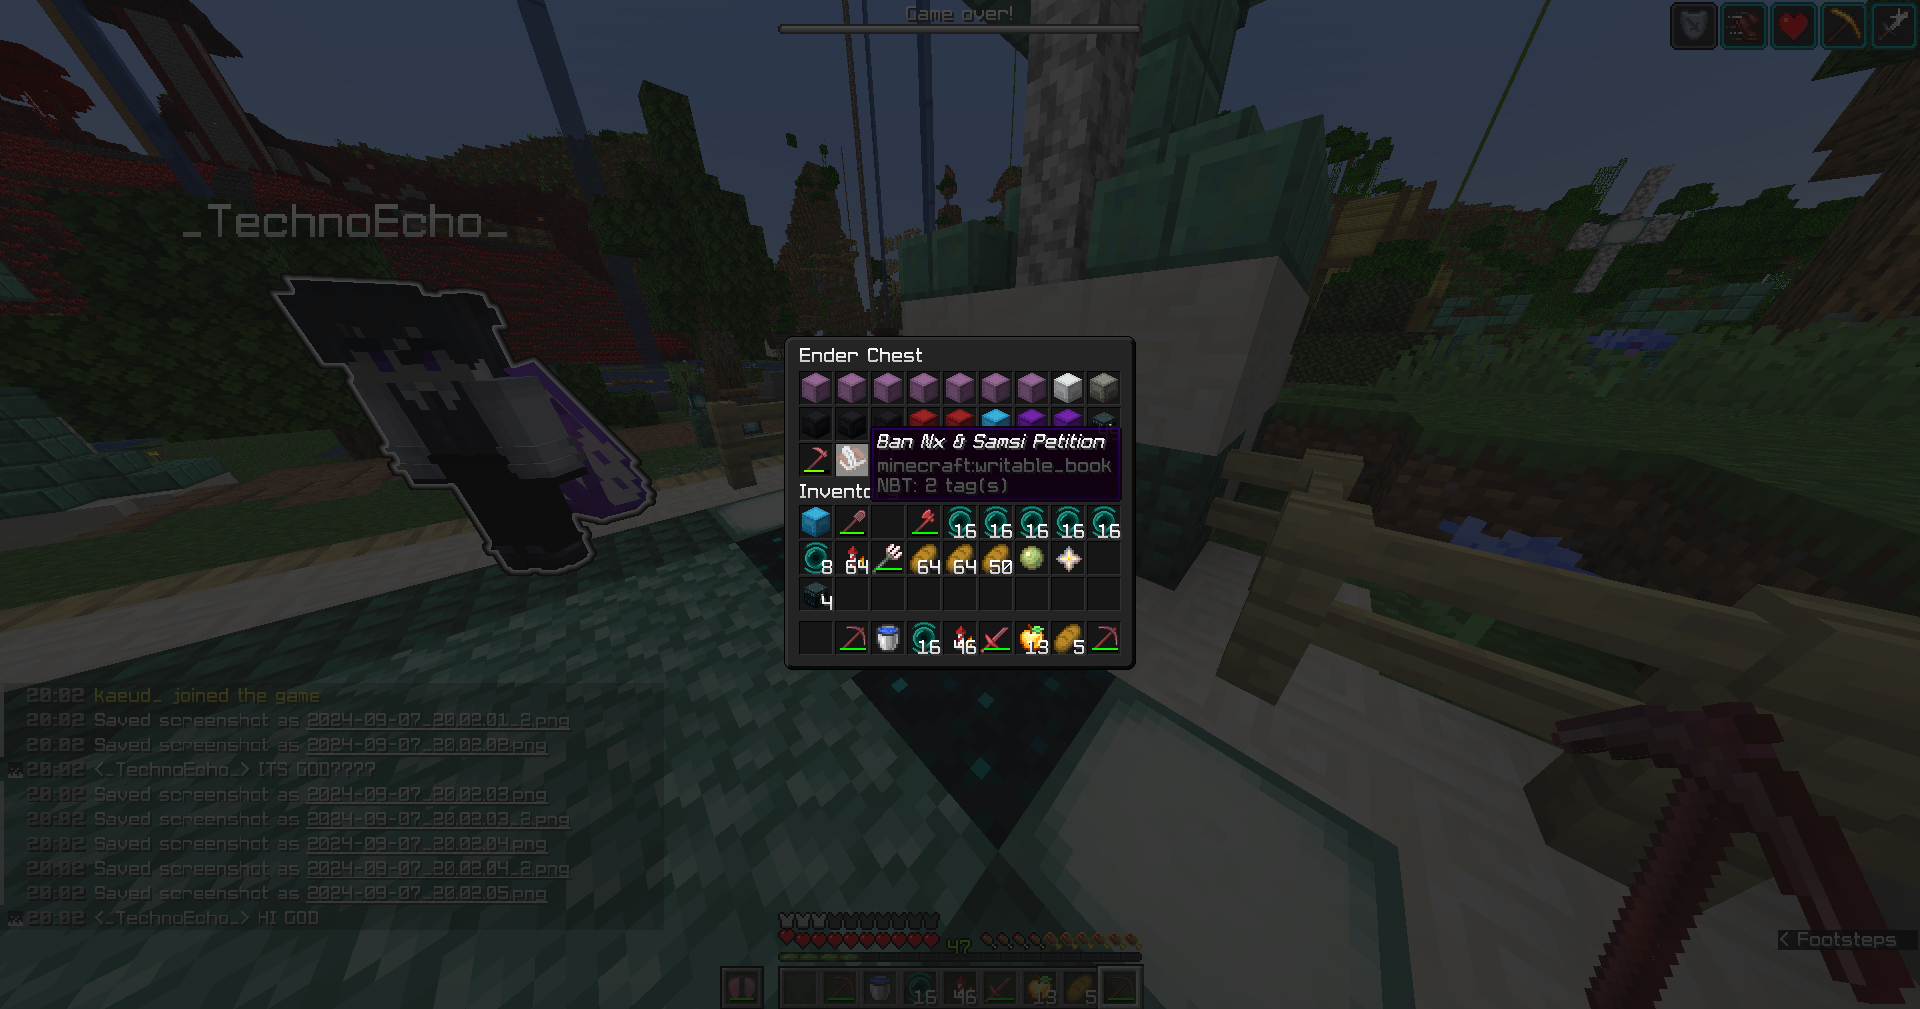 Game over!
_TechnoEcho_
Ender Chest
Ban Nx & Samsi Petition
minecraft:writable_book
NBT: 2 tag(s)
Invento
16 16 16 16 16
8 64 64 64 50
4
16 46 13 5
20:02 kaeud_ joined the game
20:02 Saved screenshot as 2024-09-07_20.02.01_2.png
20:02 Saved screenshot as 2024-09-07_20.02.02.png
20:02 <_TechnoEcho_> ITS GOD????
20:02 Saved screenshot as 2024-09-07_20.02.03.png
20:02 Saved screenshot as 2024-09-07_20.02.03_2.png
20:02 Saved screenshot as 2024-09-07_20.02.04.png
20:02 Saved screenshot as 2024-09-07_20.02.04_2.png
20:02 Saved screenshot as 2024-09-07_20.02.05.png
20:02 <_TechnoEcho_> HI GOD
47
< Footsteps
16 46 13 5